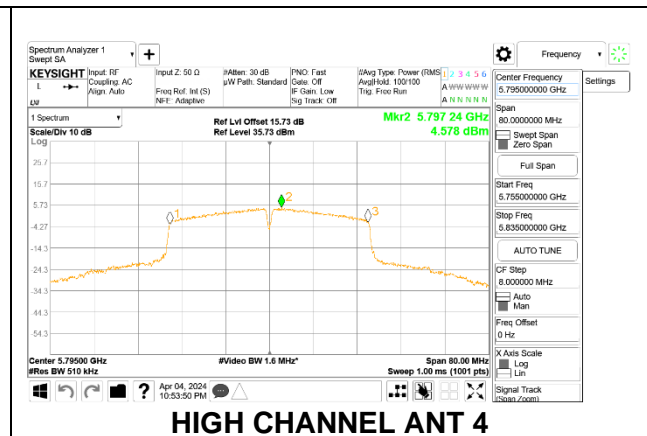 Spectrum Analyzer 1
Swept SA
+
Frequency
KEYSIGHT
Input: RF
Coupling: AC
Align: Auto
Input Z: 50 Ω
Freq Ref: Int (S)
NFE: Adaptive
#Atten: 30 dB
µW Path: Standard
PNO: Fast
Gate: Off
IF Gain: Low
Sig Track: Off
#Avg Type: Power (RMS
Avg|Hold: 100/100
Trig: Free Run
1 2 3 4 5 6
A W W W W W
A N N N N N
L
1 Spectrum
Scale/Div 10 dB
Log
Ref Lvl Offset 15.73 dB
Ref Level 35.73 dBm
Mkr2 5.797 24 GHz
4.578 dBm
25.7
15.7
5.73
-4.27
-14.3
-24.3
-34.3
-44.3
-54.3
1
2
3
Center 5.79500 GHz
#Res BW 510 kHz
#Video BW 1.6 MHz*
Span 80.00 MHz
Sweep 1.00 ms (1001 pts)
Center Frequency
5.795000000 GHz
Settings
Span
80.0000000 MHz
Swept Span
Zero Span
Full Span
Start Freq
5.755000000 GHz
Stop Freq
5.835000000 GHz
AUTO TUNE
CF Step
8.000000 MHz
Auto
Man
Freq Offset
0 Hz
X Axis Scale
Log
Lin
Signal Track
(Span Zoom)
?
Apr 04, 2024
10:53:50 PM
HIGH CHANNEL ANT 4